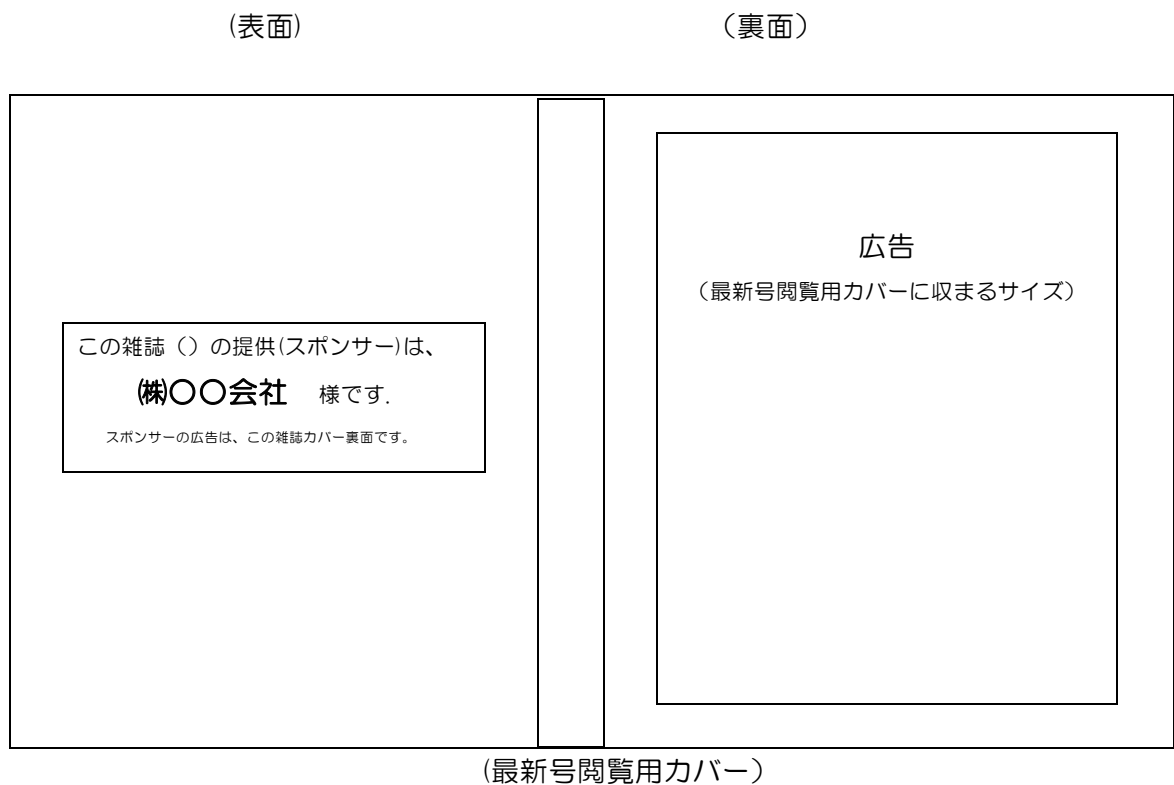 (表面)
（裏面）
この雑誌（）の提供(スポンサー)は、
㈱〇〇会社　様です.
スポンサーの広告は、この雑誌カバー裏面です。
広告
（最新号閲覧用カバーに収まるサイズ）
(最新号閲覧用カバー）